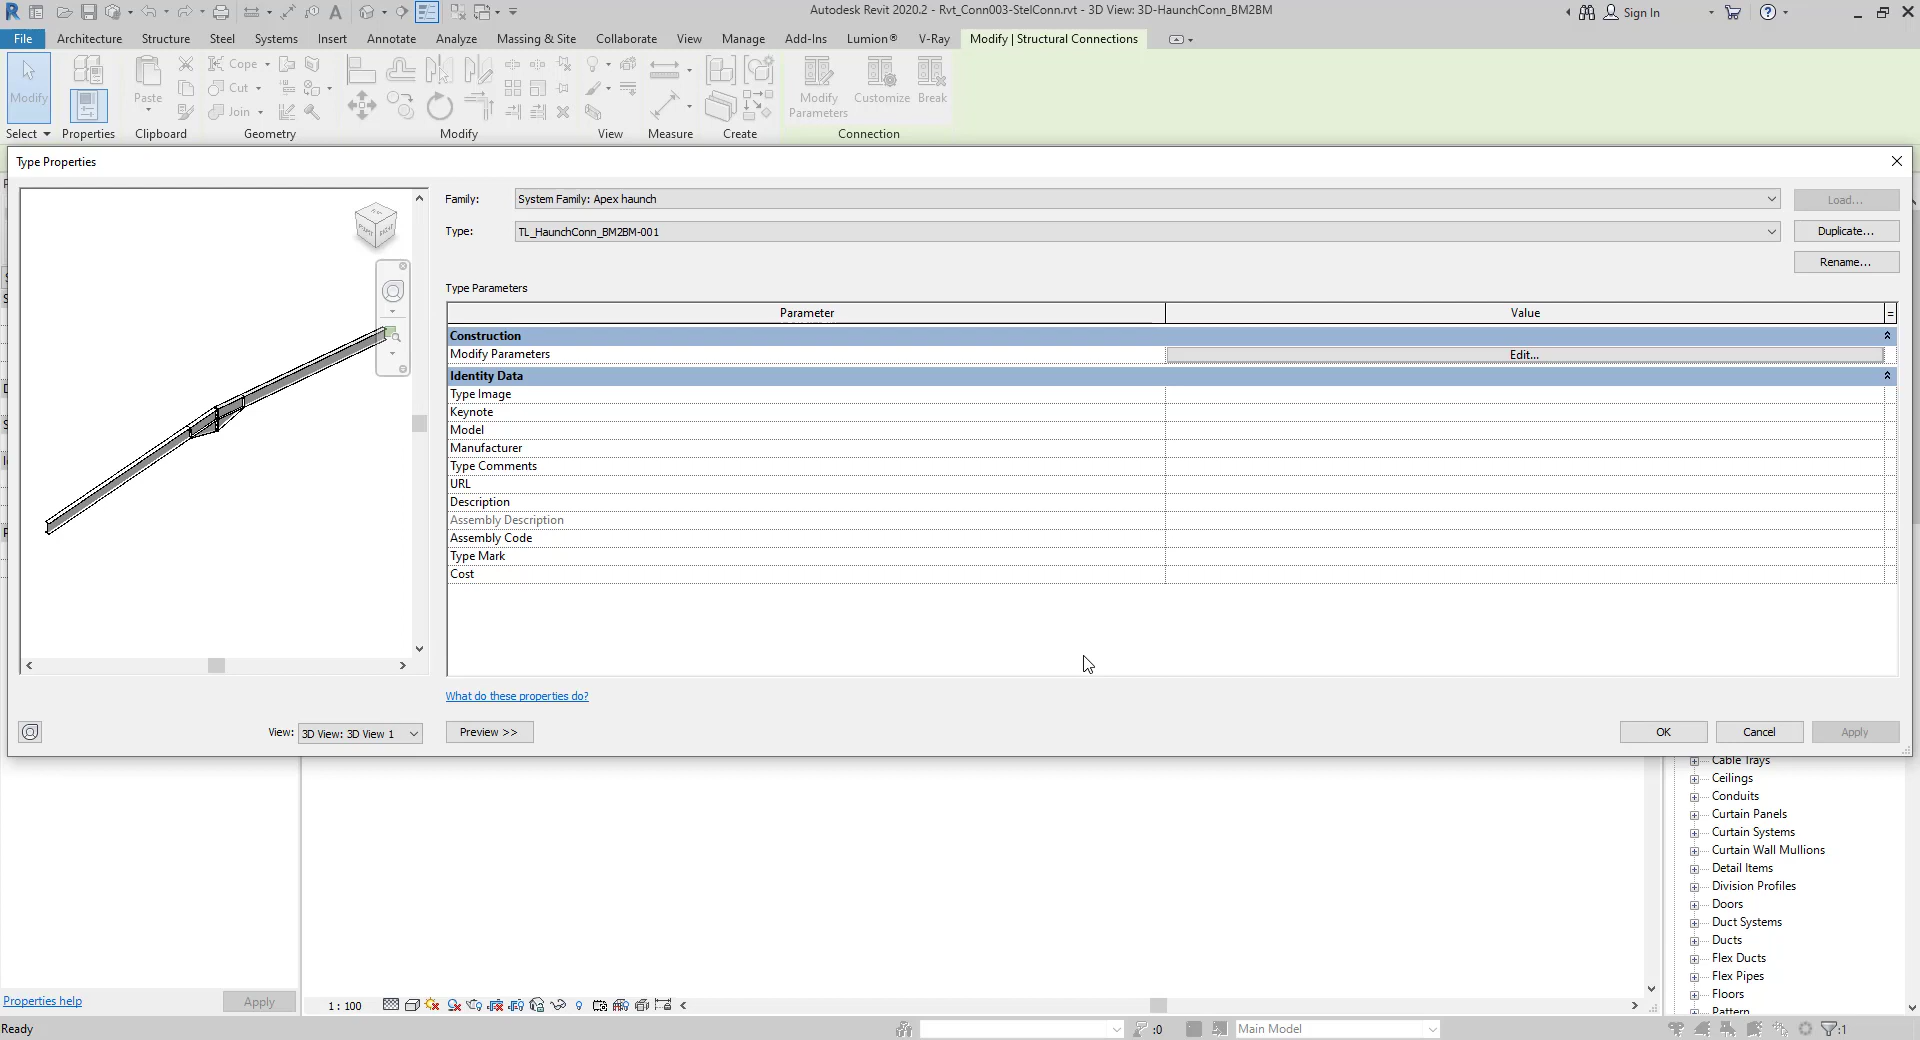 Autodesk Revit 2020.2 - Rvt_Conn003-StelConn.rvt - 3D View: 3D-HaunchConn_BM2BM
Sign In
File Architecture Structure Steel Systems Insert Annotate Analyze Massing & Site Collaborate View Manage Add-Ins Lumion® V-Ray Modify | Structural Connections
Modify
Paste
Cope
Cut
Join
Modify Parameters
Customize
Break
Select Properties Clipboard Geometry Modify View Measure Create Connection
Type Properties
Family: System Family: Apex haunch Load...
Type: TL_HaunchConn_BM2BM-001 Duplicate...
Rename...
Type Parameters
Parameter Value =
Construction
Modify Parameters Edit...
Identity Data
Type Image
Keynote
Model
Manufacturer
Type Comments
URL
Description
Assembly Description
Assembly Code
Type Mark
Cost
What do these properties do?
View: 3D View: 3D View 1 Preview >> OK Cancel Apply
Cable Trays
Ceilings
Conduits
Curtain Panels
Curtain Systems
Curtain Wall Mullions
Detail Items
Division Profiles
Doors
Duct Systems
Ducts
Flex Ducts
Flex Pipes
Floors
Pattern
Properties help Apply 1 : 100
Ready :0 Main Model :1